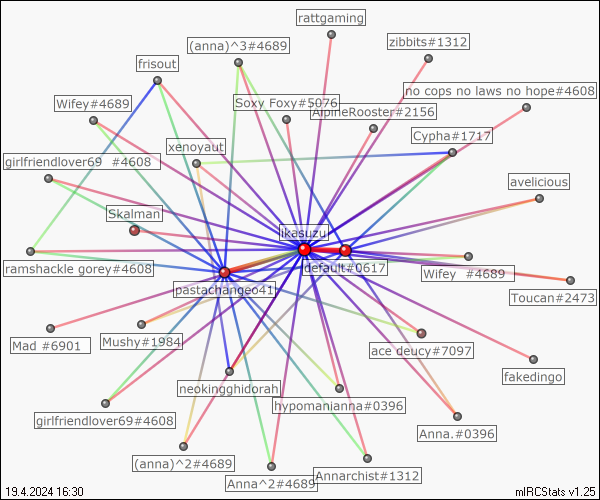 rattgaming
(anna)^3#4689
zibbits#1312
frisout
no cops no laws no hope#4608
Wifey#4689
Soxy Foxy#5076
AlpineRooster#2156
Cypha#1717
xenoyaut
girlfriendlover69 #4608
avelicious
Skalman
ikasuzu
ramshackle gorey#4608
default#0617
Wifey #4689
pastachangeo41
Toucan#2473
Mad #6901
Mushy#1984
ace deucy#7097
fakedingo
neokingghidorah
hypomanianna#0396
girlfriendlover69#4608
Anna.#0396
(anna)^2#4689
Annarchist#1312
Anna^2#4689
19.4.2024 16:30
mIRCStats v1.25